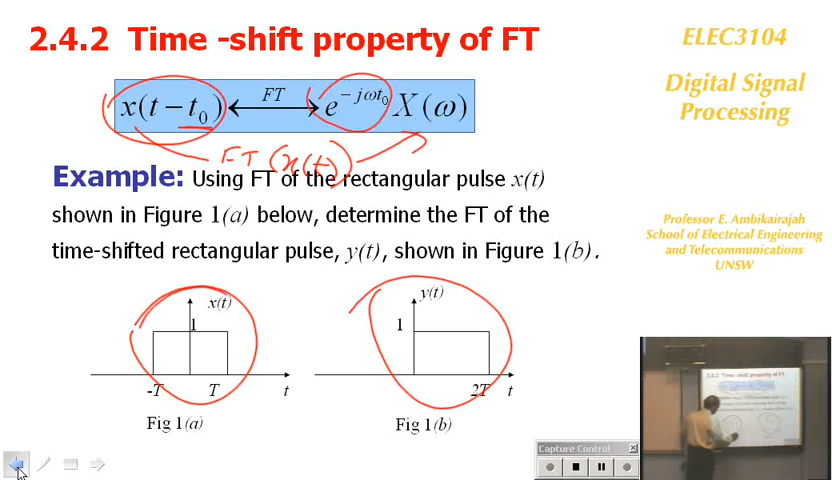 2.4.2 Time -shift property of FT
x(t − t₀) ⟷ e^{−jωt₀} X(ω)
FT
FT (x(t))
Example: Using FT of the rectangular pulse x(t)
shown in Figure 1(a) below, determine the FT of the
time-shifted rectangular pulse, y(t), shown in Figure 1(b).
x(t)
1
-T T t
Fig 1(a)
y(t)
1
2T t
Fig 1(b)
ELEC3104
Digital Signal
Processing
Professor E. Ambikairajah
School of Electrical Engineering
and Telecommunications
UNSW
Capture Control